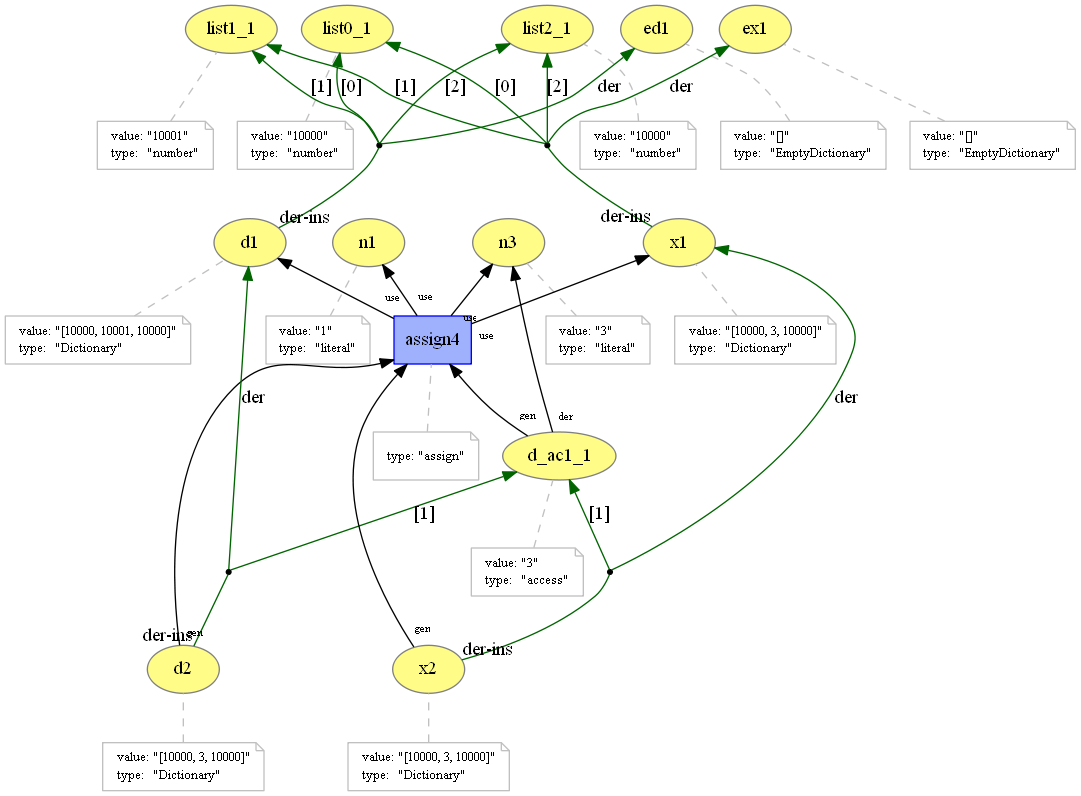 list1_1
list0_1
list2_1
ed1
ex1
[1]
[0]
[1]
[2]
[0]
[2]
der
der
value: "10001"
type: "number"
value: "10000"
type: "number"
value: "10000"
type: "number"
value: "[]"
type: "EmptyDictionary"
value: "[]"
type: "EmptyDictionary"
der-ins
der-ins
d1
n1
n3
x1
use
use
use
use
value: "[10000, 10001, 10000]"
type: "Dictionary"
value: "1"
type: "literal"
assign4
value: "3"
type: "literal"
value: "[10000, 3, 10000]"
type: "Dictionary"
der
der
gen
der
type: "assign"
d_ac1_1
[1]
[1]
value: "3"
type: "access"
der-ins
gen
gen
der-ins
d2
x2
value: "[10000, 3, 10000]"
type: "Dictionary"
value: "[10000, 3, 10000]"
type: "Dictionary"